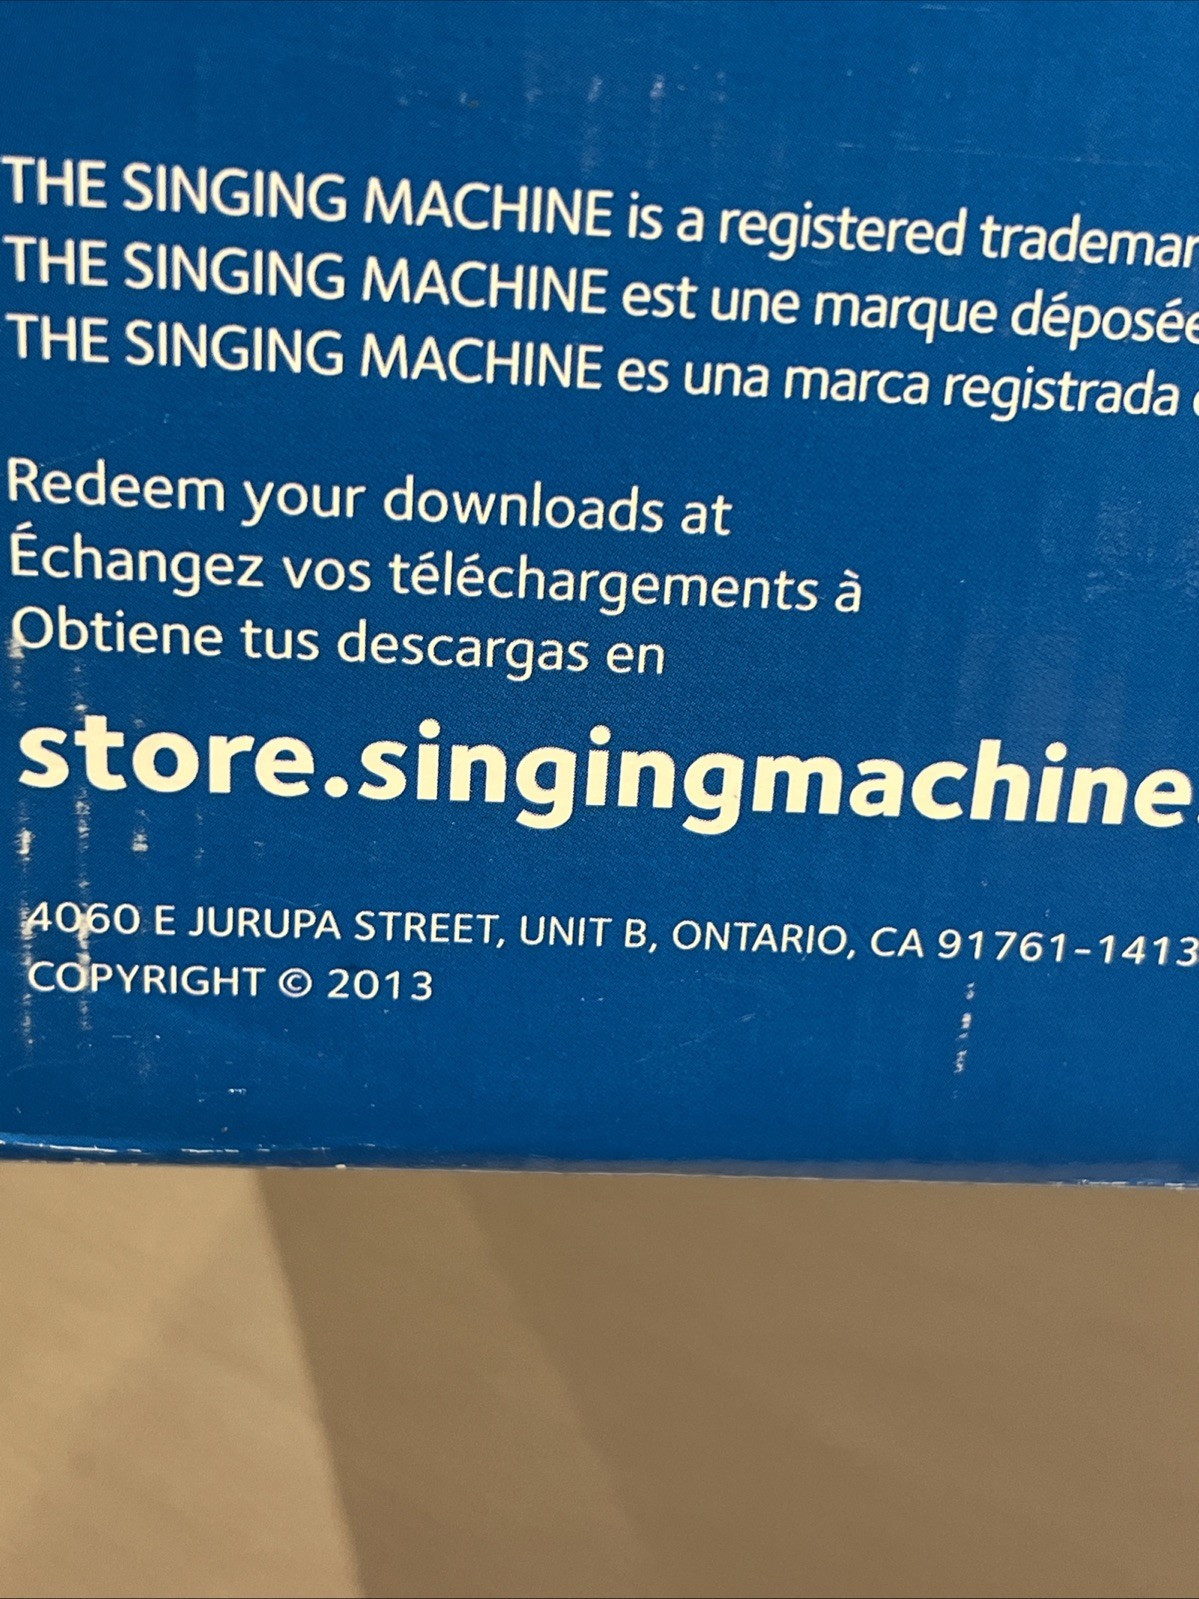 THE SINGING MACHINE is a registered
THE SINGING MACHINE est une marque
THE SINGING MACHINE es una marca registrada
Redeem your downloads at
Échangez vos téléchargements à
Obtiene tus descargas en
store.singingmachine.
4060 E JURUPA STREET, UNIT B, ONTARIO, CA 91761-1413
COPYRIGHT © 2013